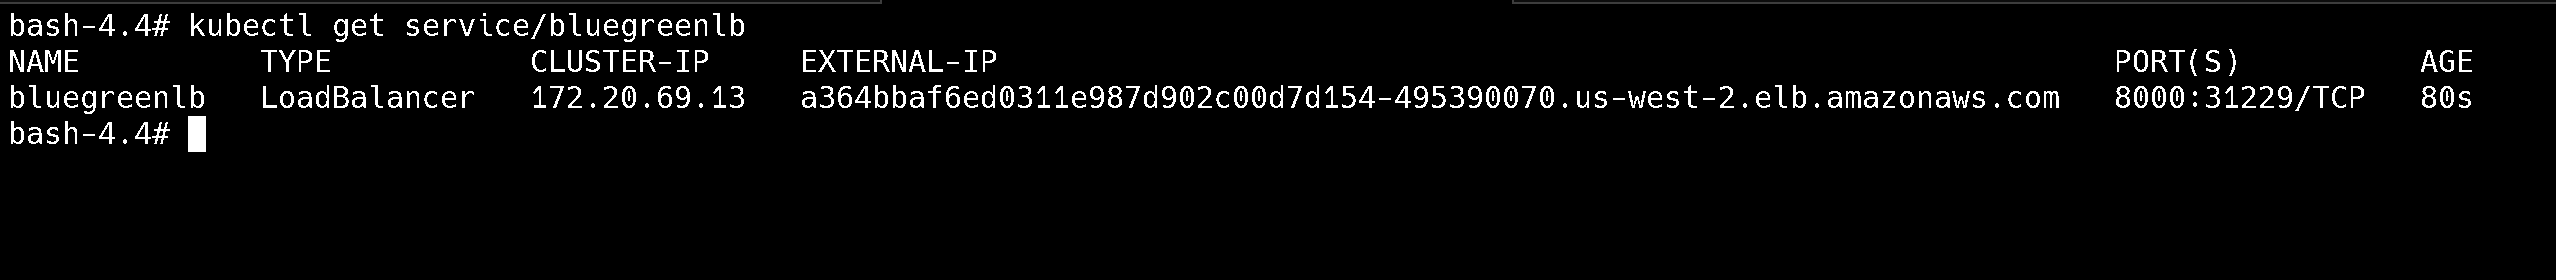 bash-4.4# kubectl get service/bluegreenlb
NAME TYPE CLUSTER-IP EXTERNAL-IP PORT(S) AGE
bluegreenlb LoadBalancer 172.20.69.13 a364bbaf6ed0311e987d902c00d7d154-495390070.us-west-2.elb.amazonaws.com 8000:31229/TCP 80s
bash-4.4#